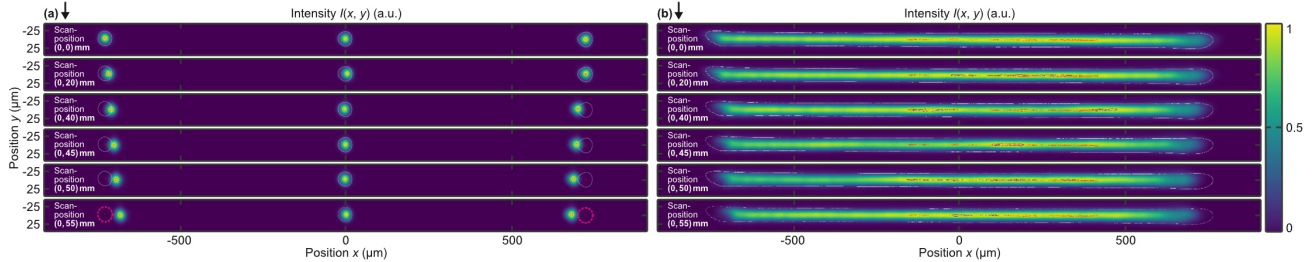 (a) Intensity I(x, y) (a.u.)
-25
25
Scan-
position
(0, 0) mm
-25
25
Scan-
position
(0, 20) mm
-25
25
Scan-
position
(0, 40) mm
-25
25
Scan-
position
(0, 45) mm
-25
25
Scan-
position
(0, 50) mm
-25
25
Scan-
position
(0, 55) mm
Position y (μm)
-500 0 500
Position x (μm)
(b) Intensity I(x, y) (a.u.)
Scan-
position
(0, 0) mm
Scan-
position
(0, 20) mm
Scan-
position
(0, 40) mm
Scan-
position
(0, 45) mm
Scan-
position
(0, 50) mm
Scan-
position
(0, 55) mm
-500 0 500
Position x (μm)
1
0.5
0